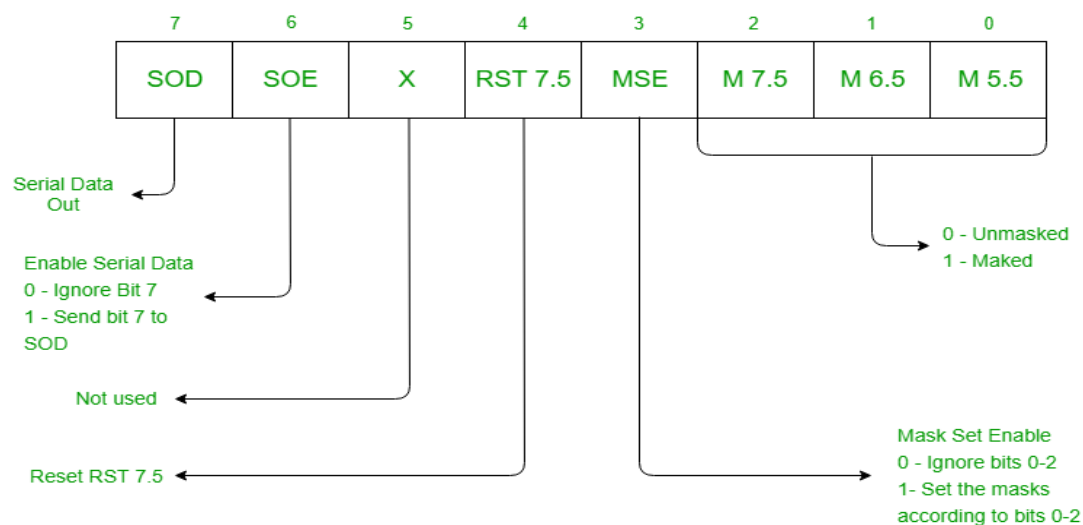 7 6 5 4 3 2 1 0
SOD SOE X RST 7.5 MSE M 7.5 M 6.5 M 5.5
Serial Data
Out
0 - Unmasked
1 - Maked
Enable Serial Data
0 - Ignore Bit 7
1 - Send bit 7 to
SOD
Not used
Reset RST 7.5
Mask Set Enable
0 - Ignore bits 0-2
1- Set the masks
according to bits 0-2